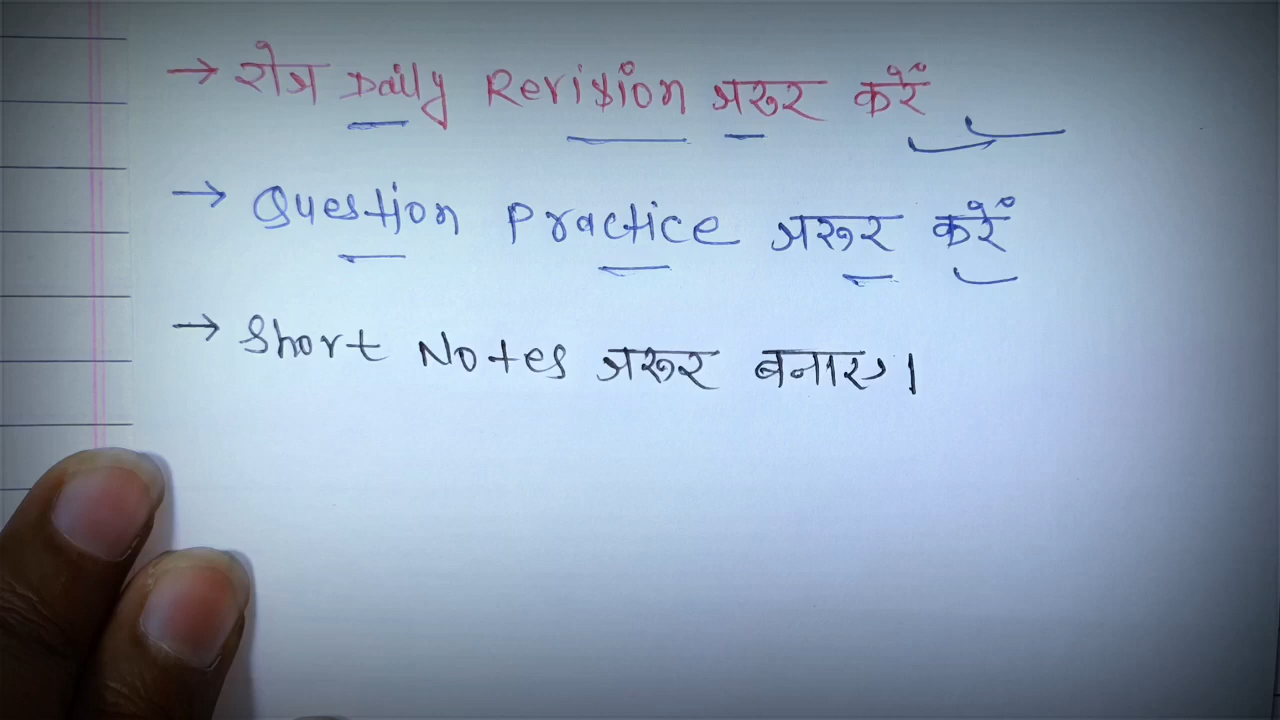 → रोज Daily Revision जरूर करें
→ Question Practice जरूर करें
→ Short Notes जरूर बनाए।